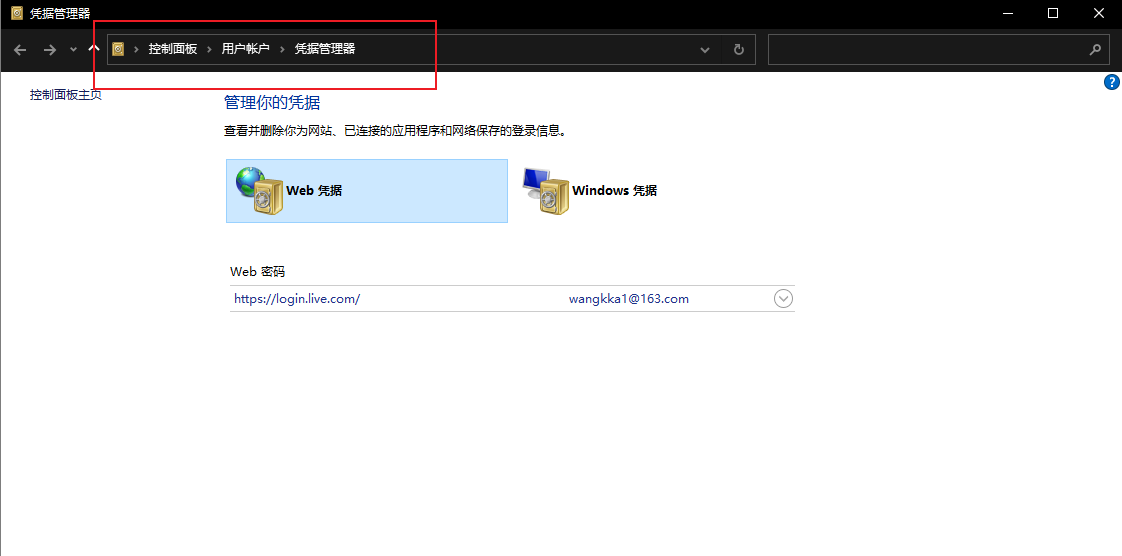 凭据管理器
控制面板 › 用户帐户 › 凭据管理器
控制面板主页
管理你的凭据
查看并删除你为网站、已连接的应用程序和网络保存的登录信息。
Web 凭据
Windows 凭据
Web 密码
https://login.live.com/ wangkka1@163.com